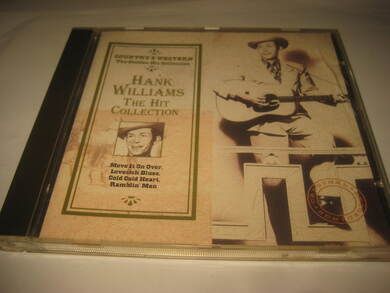 COUNTRY & WESTERN
The Golden Hit Collection
HANK
WILLIAMS
THE HIT
COLLECTION
Move It On Over,
Lovesick Blues,
Cold Cold Heart,
Ramblin' Man